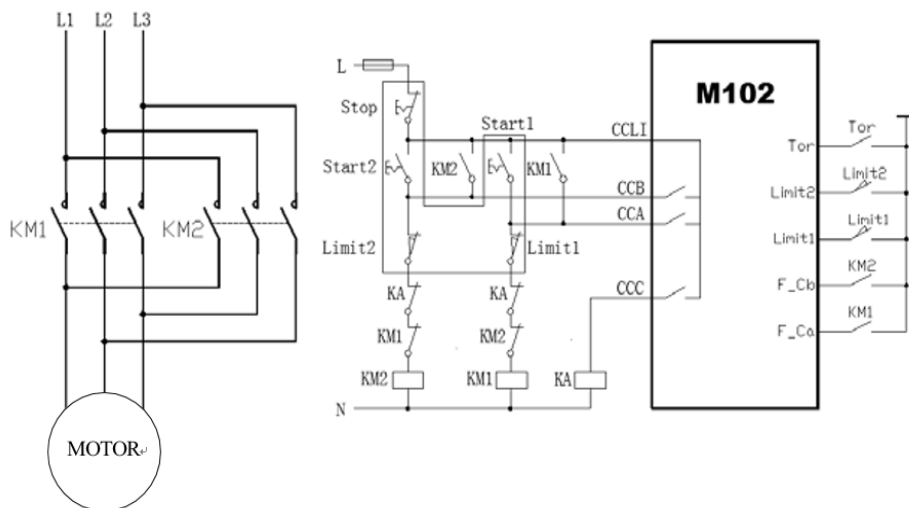 L1 L2 L3
KM1
KM2
MOTOR
L
Stop
Start1
Start2
KM2
KM1
Limit2
Limit1
KA
KA
KM1
KM2
KM2
KM1
KA
N
CCLI
CCB
CCA
CCC
M102
Tor
Tor
Limit2
Limit2
Limit1
Limit1
F_Cb
KM2
F_Ca
KM1